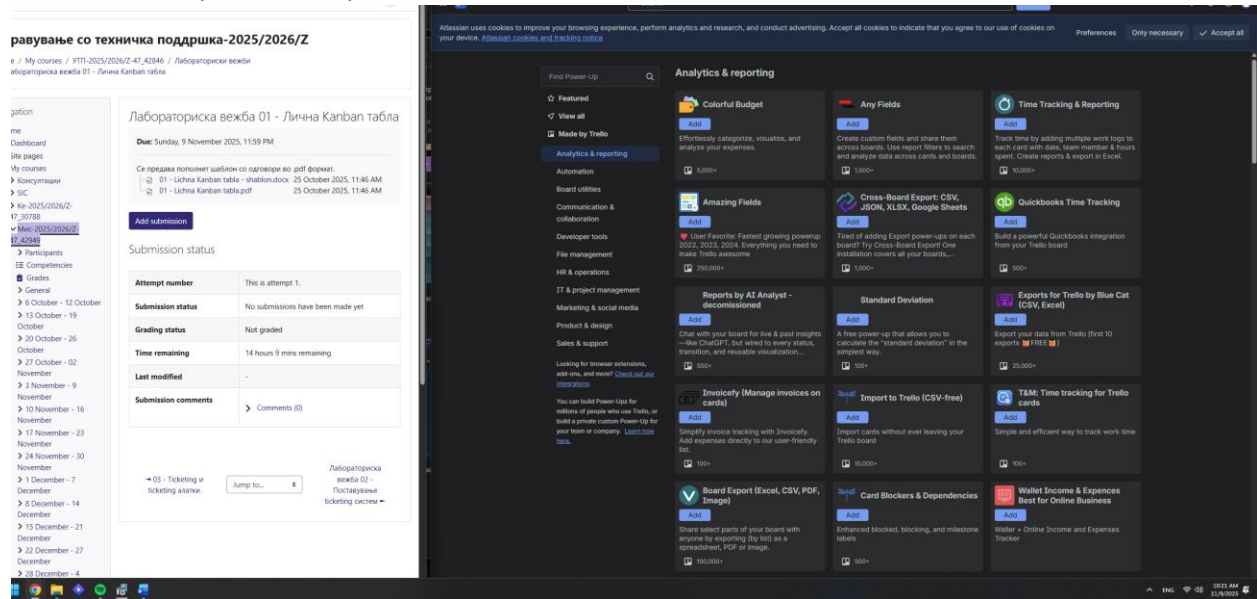 равување со техничка поддршка-2025/2026/Z
e / My courses / УТП-2025/2026/Z-47_42846 / Лабораториски вежби
абораториска вежба 01 – Лична Kanban табла
gation
me
Dashboard
Site pages
My courses
Консултации
SIC
Ke-2025/2026/Z-
47_30788
Мис-2025/2026/Z-
47_42949
Participants
Competencies
Grades
General
6 October - 12 October
13 October - 19
October
20 October - 26
October
27 October - 02
November
3 November - 9
November
10 November - 16
November
17 November - 23
November
24 November - 30
November
1 December - 7
December
8 December - 14
December
15 December - 21
December
22 December - 27
December
28 December - 4
Лабораториска вежба 01 - Лична Kanban табла
Due: Sunday, 9 November 2025, 11:59 PM
Се предава пополнет шаблон со одговори во .pdf формат.
01 - Lichna Kanban tabla - shablon.docx 25 October 2025, 11:46 AM
01 - Lichna Kanban tabla.pdf 25 October 2025, 11:46 AM
Add submission
Submission status
Attempt number This is attempt 1.
Submission status No submissions have been made yet
Grading status Not graded
Time remaining 14 hours 9 mins remaining
Last modified -
Submission comments Comments (0)
03 - Ticketing и
ticketing алатки
Jump to...
Лабораториска
вежба 02 -
Поставување
ticketing систем
Atlassian uses cookies to improve your browsing experience, perform analytics and research, and conduct advertising. Accept all cookies to indicate that you agree to our use of cookies on
your device. Atlassian cookies and tracking notice
Preferences
Only necessary
Accept all
Find Power-Up
Featured
View all
Made by Trello
Analytics & reporting
Automation
Board utilities
Communication &
collaboration
Developer tools
File management
HR & operations
IT & project management
Marketing & social media
Product & design
Sales & support
Looking for browser extensions,
add-ons, and more? Check out our
integrations
You can build Power-Ups for
millions of people who use Trello, or
build a private custom Power-Up for
your team or company. Learn how
here.
Analytics & reporting
Colorful Budget
Add
Effortlessly categorize, visualize, and
analyze your expenses.
5,000+
Any Fields
Add
Create custom fields and share them
across boards. Use report filters to search
and analyze data across cards and boards.
1,000+
Time Tracking & Reporting
Add
Track time by adding multiple work logs to
each card with date, team member & hours
spent. Create reports & export in Excel.
10,000+
Amazing Fields
Add
User Favorite: Fastest growing powerup
2022, 2023, 2024. Everything you need to
make Trello awesome
250,000+
Cross-Board Export: CSV,
JSON, XLSX, Google Sheets
Add
Tired of adding Export power-ups on each
board? Try Cross-Board Export! One
installation covers all your boards,...
1,000+
Quickbooks Time Tracking
Add
Build a powerful Quickbooks integration
from your Trello board
500+
Reports by AI Analyst -
decomissioned
Add
Chat with your board for live & past insights
—like ChatGPT, but wired to every status,
transition, and reusable visualization...
500+
Standard Deviation
Add
A free power-up that allows you to
calculate the "standard deviation" in the
simplest way.
100+
Exports for Trello by Blue Cat
(CSV, Excel)
Add
Export your data from Trello (first 10
exports FREE )
25,000+
Invoicefy (Manage invoices on
cards)
Add
Simplify invoice tracking with Invoicefy.
Add expenses directly to our user-friendly
list.
100+
Import to Trello (CSV-free)
Add
Import cards without ever leaving your
Trello board
10,000+
T&M: Time tracking for Trello
cards
Add
Simple and efficient way to track work time
100+
Board Export (Excel, CSV, PDF,
Image)
Add
Share select parts of your board with
anyone by exporting (by list) as a
spreadsheet, PDF or image.
100,000+
Card Blockers & Dependencies
Add
Enhanced blocked, blocking, and milestone
labels
500+
Wallet Income & Expences
Best for Online Business
Add
Waller + Online Income and Expenses
Tracker
ENG
10:21 AM
11/9/2025